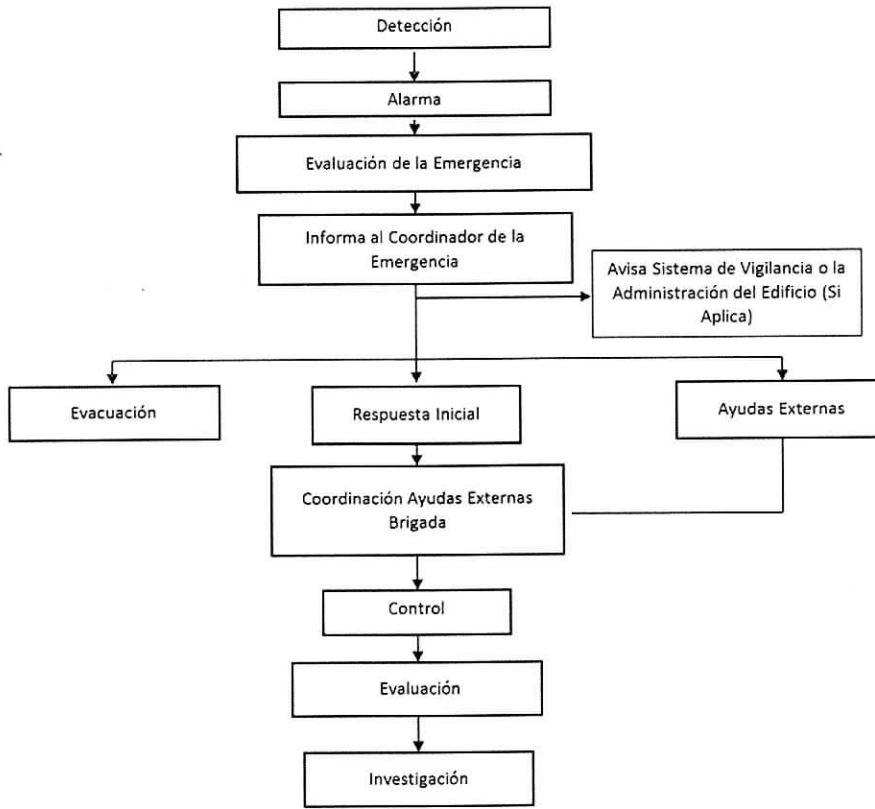 Detección
Alarma
Evaluación de la Emergencia
Informa al Coordinador de la
Emergencia
Avisa Sistema de Vigilancia o la
Administración del Edificio (Si
Aplica)
Evacuación
Respuesta Inicial
Ayudas Externas
Coordinación Ayudas Externas
Brigada
Control
Evaluación
Investigación